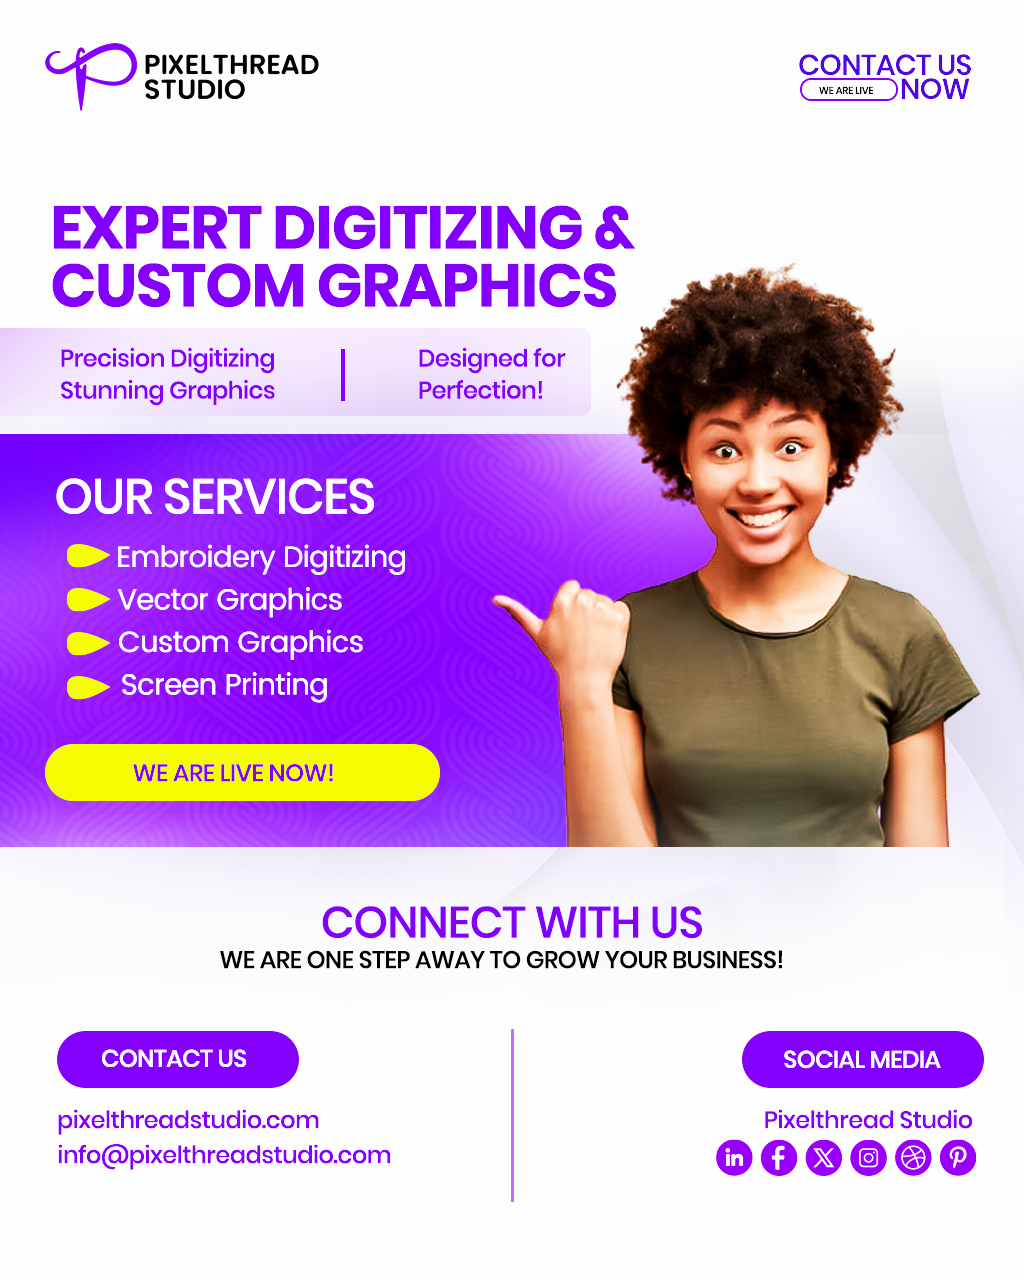 PIXELTHREAD
STUDIO
CONTACT US
WE ARE LIVE NOW
EXPERT DIGITIZING &
CUSTOM GRAPHICS
Precision Digitizing
Stunning Graphics
Designed for
Perfection!
OUR SERVICES
Embroidery Digitizing
Vector Graphics
Custom Graphics
Screen Printing
WE ARE LIVE NOW!
CONNECT WITH US
WE ARE ONE STEP AWAY TO GROW YOUR BUSINESS!
CONTACT US
pixelthreadstudio.com
info@pixelthreadstudio.com
SOCIAL MEDIA
Pixelthread Studio